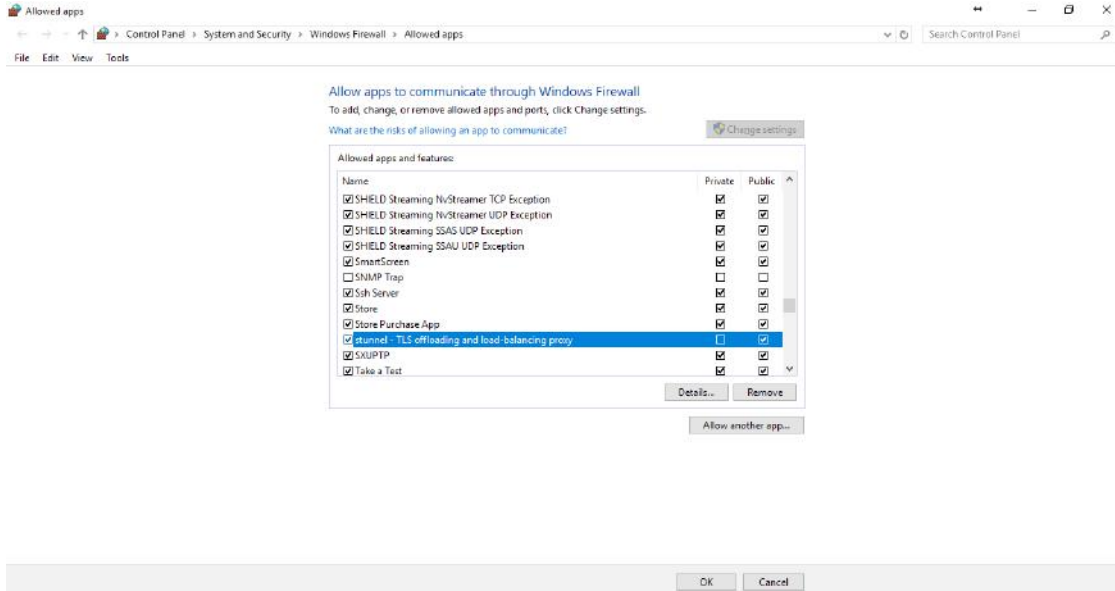 Allowed apps
Control Panel > System and Security > Windows Firewall > Allowed apps
Search Control Panel
File Edit View Tools
Allow apps to communicate through Windows Firewall
To add, change, or remove allowed apps and ports, click Change settings.
What are the risks of allowing an app to communicate?
Change settings
Allowed apps and features:
Name Private Public
SHIELD Streaming NvStreamer TCP Exception
SHIELD Streaming NvStreamer UDP Exception
SHIELD Streaming SSAS UDP Exception
SHIELD Streaming SSAU UDP Exception
SmartScreen
SNMP Trap
Ssh Server
Store
Store Purchase App
stunnel - TLS offloading and load-balancing proxy
SXUPTP
Take a Test
Details... Remove
Allow another app...
OK Cancel